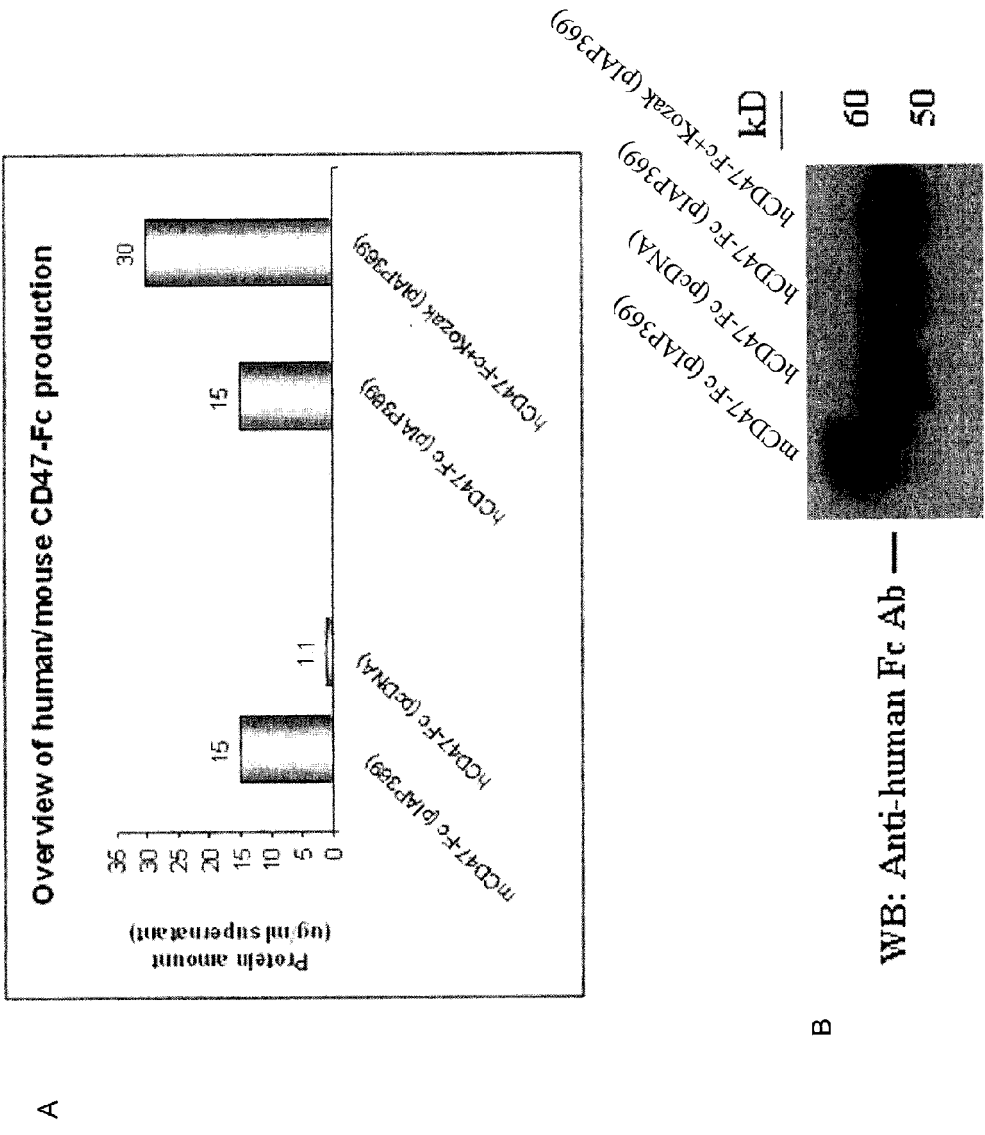 A
Overview of human/mouse CD47-Fc production
Protein amount
(ug/ml supernatant)
35
30
25
20
15
10
5
0
15
1.1
15
30
mCD47-Fc (pIAP369)
hCD47-Fc (pcDNA)
hCD47-Fc (pIAP369)
hCD47-Fc+Kozak (pIAP369)
B
mCD47-Fc (pIAP369)
hCD47-Fc (pcDNA)
hCD47-Fc (pIAP369)
hCD47-Fc+Kozak (pIAP369)
kD
60
50
WB: Anti-human Fc Ab